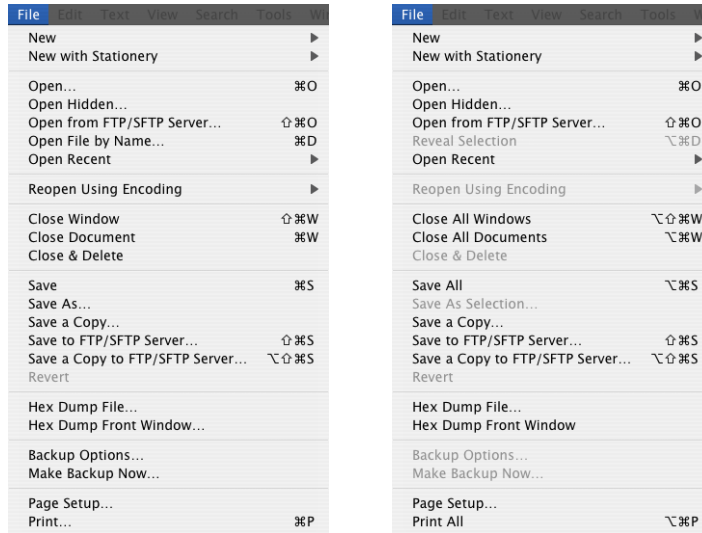 File Edit Text View Search Tools
New ▶
New with Stationery ▶
Open... ⌘O
Open Hidden...
Open from FTP/SFTP Server... ⇧⌘O
Open File by Name... ⌘D
Open Recent ▶
Reopen Using Encoding ▶
Close Window ⇧⌘W
Close Document ⌘W
Close & Delete
Save ⌘S
Save As...
Save a Copy...
Save to FTP/SFTP Server... ⇧⌘S
Save a Copy to FTP/SFTP Server... ⌥⇧⌘S
Revert
Hex Dump File...
Hex Dump Front Window...
Backup Options...
Make Backup Now...
Page Setup...
Print... ⌘P
File Edit Text View Search Tools
New ▶
New with Stationery ▶
Open... ⌘O
Open Hidden...
Open from FTP/SFTP Server... ⇧⌘O
Reveal Selection ⌥⌘D
Open Recent ▶
Reopen Using Encoding ▶
Close All Windows ⌥⇧⌘W
Close All Documents ⌥⌘W
Close & Delete
Save All ⌥⌘S
Save As Selection...
Save a Copy...
Save to FTP/SFTP Server... ⇧⌘S
Save a Copy to FTP/SFTP Server... ⌥⇧⌘S
Revert
Hex Dump File...
Hex Dump Front Window
Backup Options...
Make Backup Now...
Page Setup...
Print All ⌥⌘P